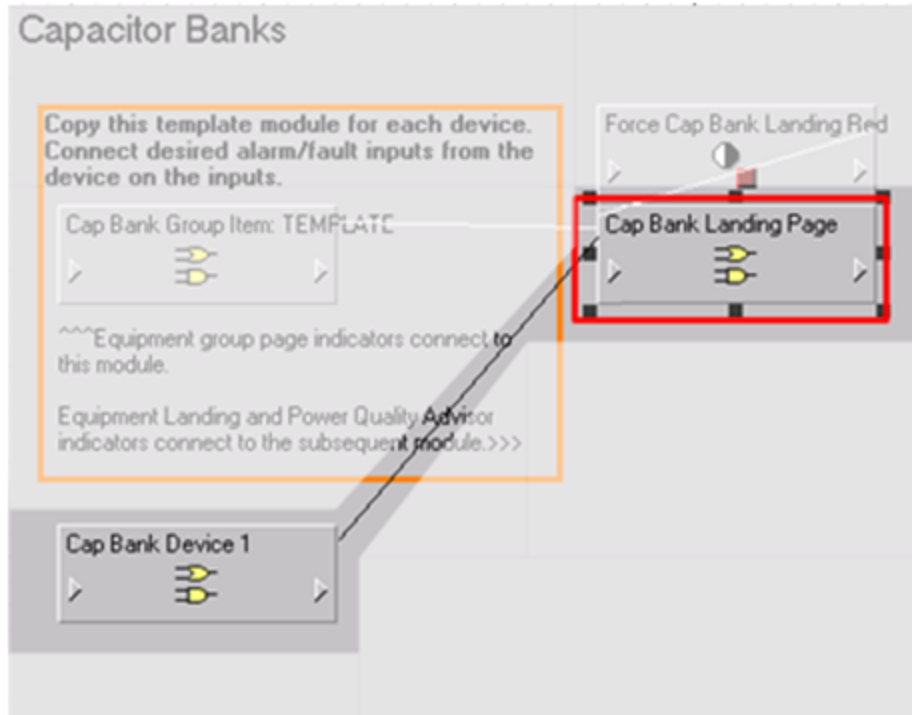 Capacitor Banks
Copy this template module for each device.
Connect desired alarm/fault inputs from the
device on the inputs.
Force Cap Bank Landing Red
Cap Bank Group Item: TEMPLATE
Cap Bank Landing Page
^^^Equipment group page indicators connect to
this module.
Equipment Landing and Power Quality Advisor
indicators connect to the subsequent module.>>>
Cap Bank Device 1